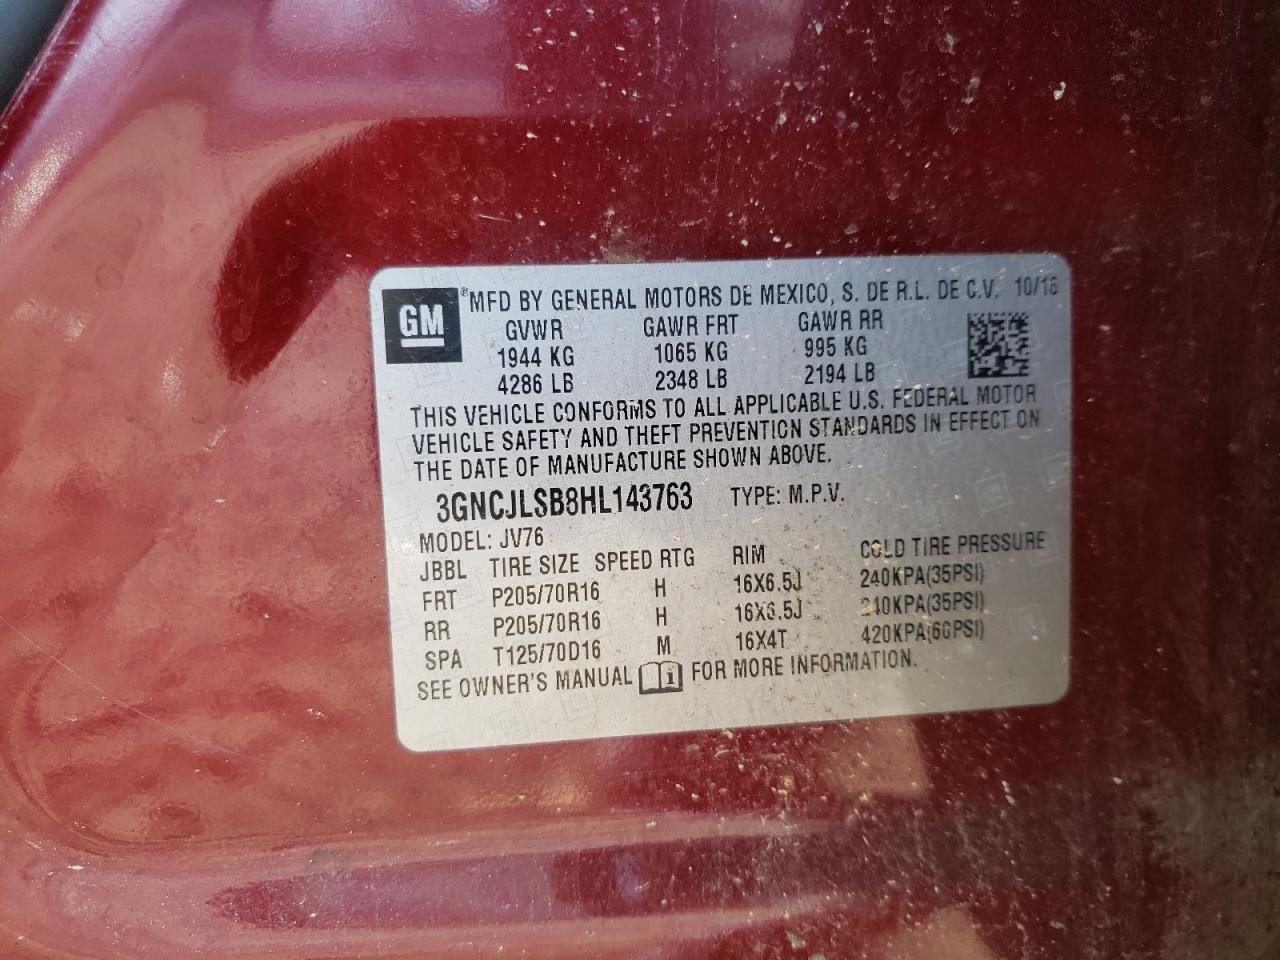 GM ® MFD BY GENERAL MOTORS DE MEXICO, S. DE R.L. DE C.V. 10/16
GVWR GAWR FRT GAWR RR
1944 KG 1065 KG 995 KG
4286 LB 2348 LB 2194 LB
THIS VEHICLE CONFORMS TO ALL APPLICABLE U.S. FEDERAL MOTOR
VEHICLE SAFETY AND THEFT PREVENTION STANDARDS IN EFFECT ON
THE DATE OF MANUFACTURE SHOWN ABOVE.
3GNCJLSB8HL143763 TYPE: M.P.V.
MODEL: JV76
JBBL TIRE SIZE SPEED RTG RIM COLD TIRE PRESSURE
FRT P205/70R16 H 16X6.5J 240KPA(35PSI)
RR P205/70R16 H 16X6.5J 240KPA(35PSI)
SPA T125/70D16 M 16X4T 420KPA(60PSI)
SEE OWNER'S MANUAL FOR MORE INFORMATION.